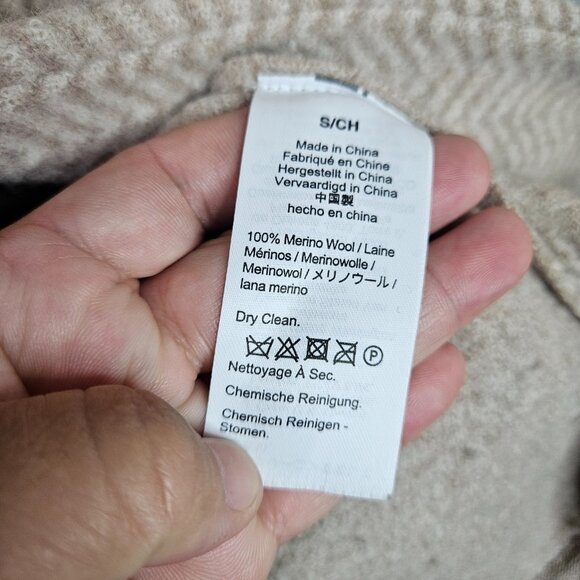 S/CH
Made in China
Fabriqué en Chine
Hergestellt in China
Vervaardigd in China
中国製
hecho en china
100% Merino Wool / Laine
Mérinos / Merinowolle /
Merinowol / メリノウール /
lana merino
Dry Clean.
P
Nettoyage À Sec.
Chemische Reinigung.
Chemisch Reinigen -
Stomen.